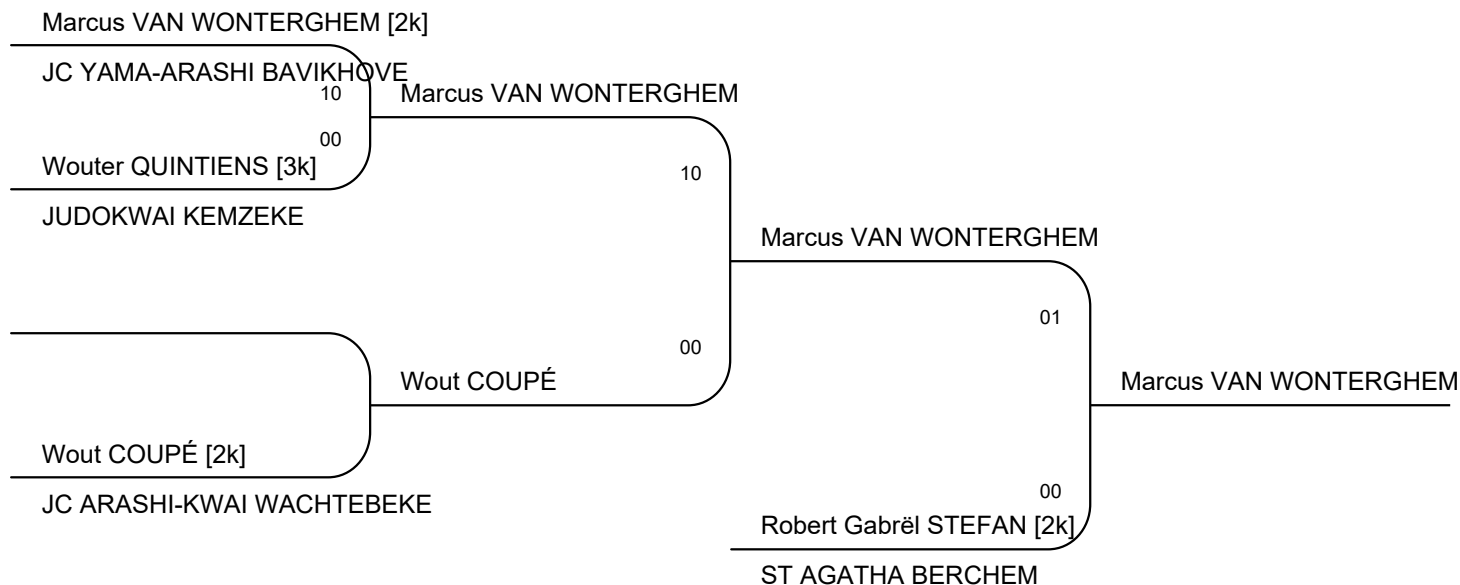 Marcus VAN WONTERGHEM [2k]
JC YAMA-ARASHI BAVIKHOVE
10
Marcus VAN WONTERGHEM
00
Wouter QUINTIENS [3k]
10
JUDOKWAI KEMZEKE
Marcus VAN WONTERGHEM
01
00
Wout COUPÉ
Marcus VAN WONTERGHEM
Wout COUPÉ [2k]
JC ARASHI-KWAI WACHTEBEKE
00
Robert Gabrël STEFAN [2k]
ST AGATHA BERCHEM